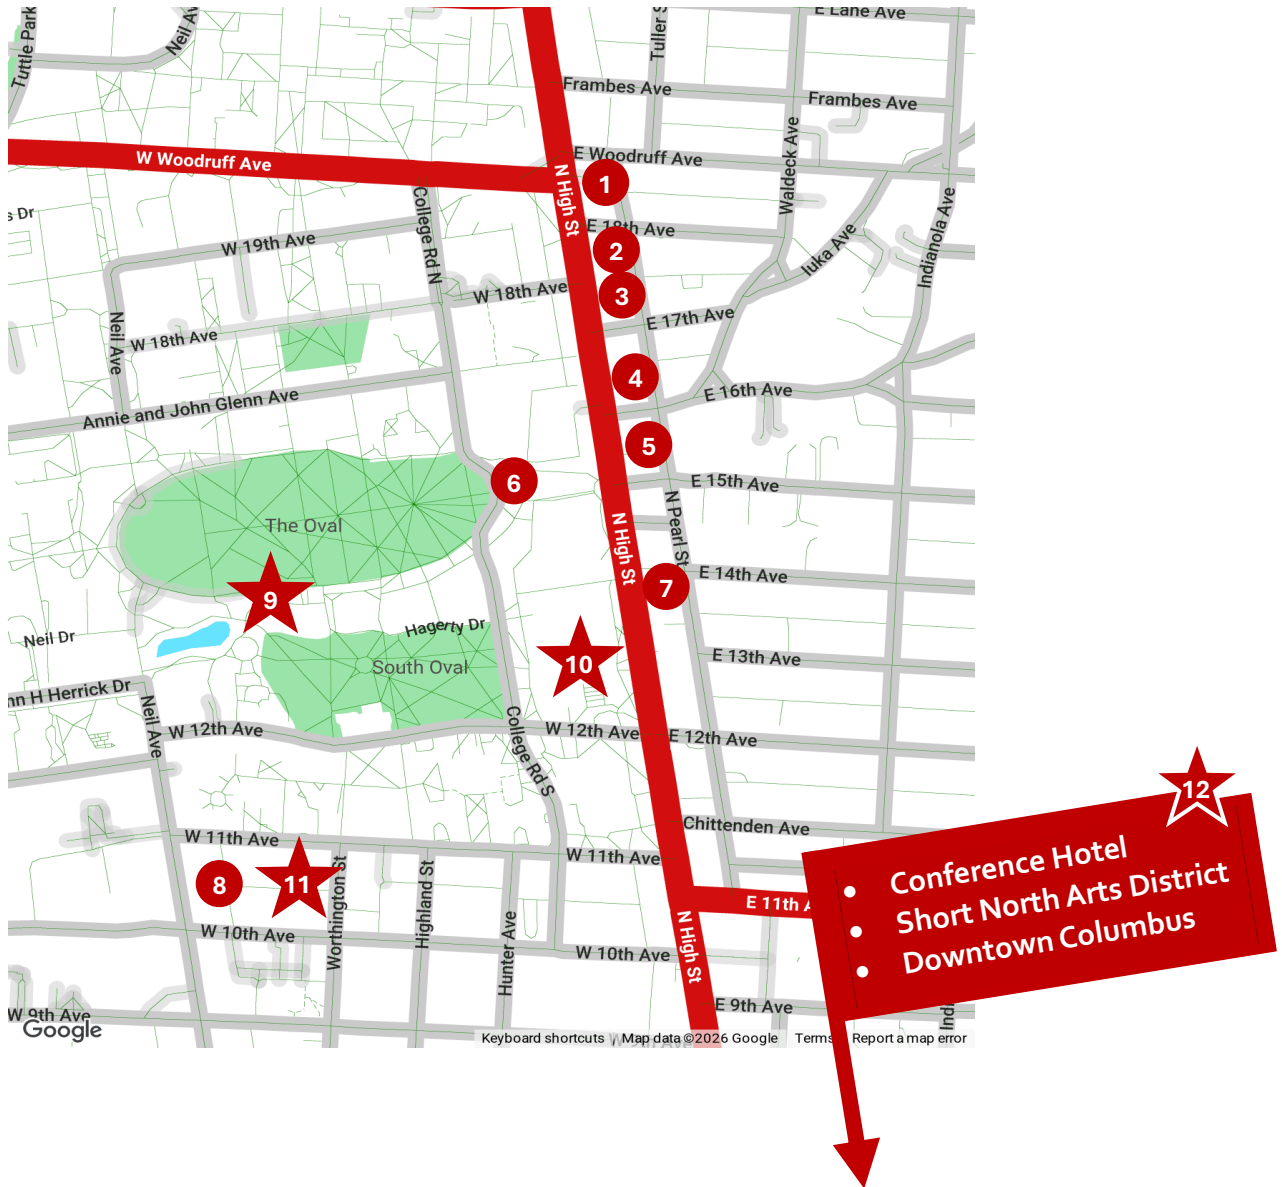 E Lane Ave
Neil Av
Tuttle Park
Tuller S
Frambes Ave
Frambes Ave
W Woodruff Ave
E Woodruff Ave
N High St
1
Waldeck Ave
College Rd N
s Dr
W 19th Ave
E 18th Ave
2
Iuka Ave
Indianola Ave
W 18th Ave
3
Neil Ave
W 18th Ave
E 17th Ave
4
Annie and John Glenn Ave
E 16th Ave
5
6
E 15th Ave
The Oval
N High St
N Pearl St
9
7
E 14th Ave
Neil Dr
Hagerty Dr
South Oval
10
E 13th Ave
nn H Herrick Dr
Neil Ave
W 12th Ave
College Rd S
W 12th Ave
E 12th Ave
12
W 11th Ave
Chittenden Ave
W 11th Ave
8
11
Worthington St
Highland St
Hunter Ave
N High St
E 11th A
• Conference Hotel
• Short North Arts District
• Downtown Columbus
W 10th Ave
W 10th Ave
E 9th Ave
Indi
W 9th Ave
Google
Keyboard shortcuts
Map data ©2026 Google
Terms
Report a map error
W 9th Ave